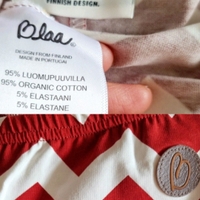 FINNISH DESIGN.
Blaa
DESIGN FROM FINLAND
MADE IN PORTUGAL
95% LUOMUPUUVILLA
95% ORGANIC COTTON
5% ELASTAANI
5% ELASTANE
B